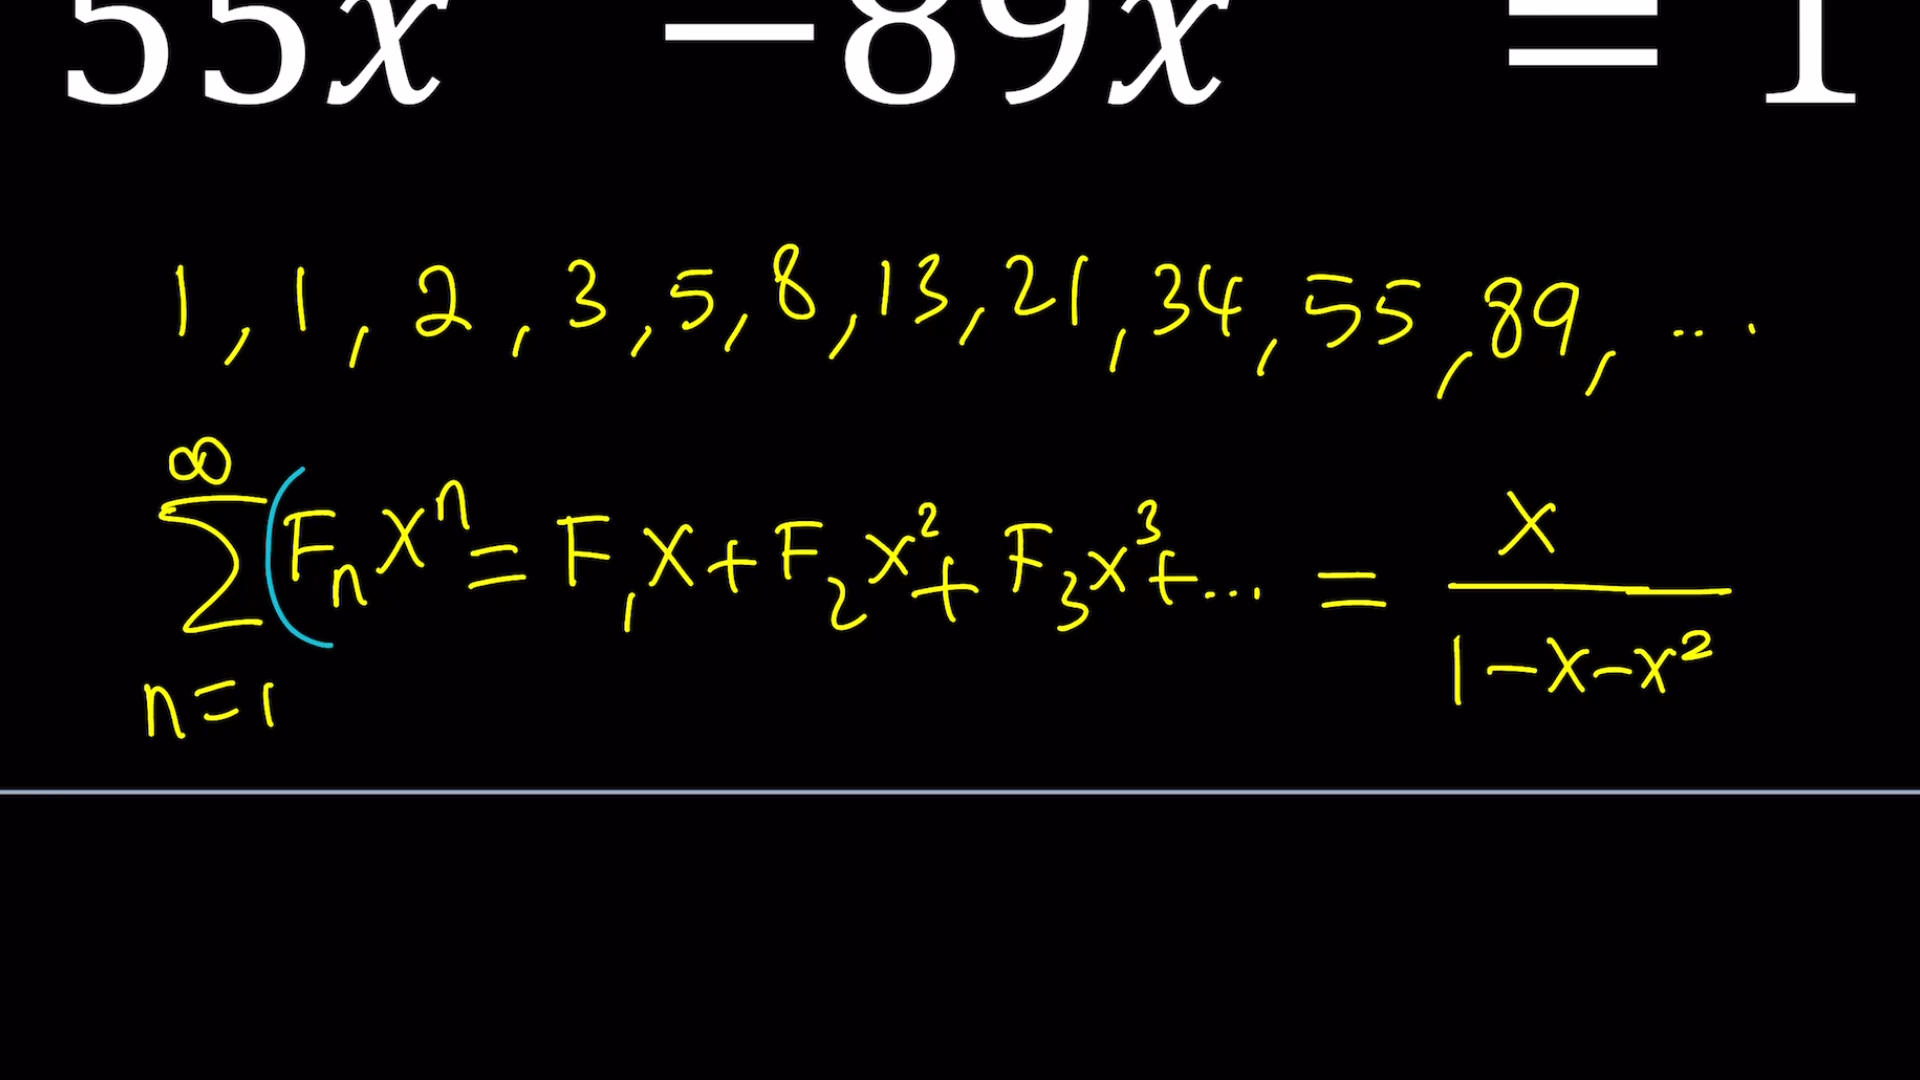 55x −89x = 1
1, 1, 2, 3, 5, 8, 13, 21, 34, 55, 89, ...
∞
∑ (Fₙxⁿ = F₁x + F₂x² + F₃x³ + ... = x / (1 − x − x²)
n=1